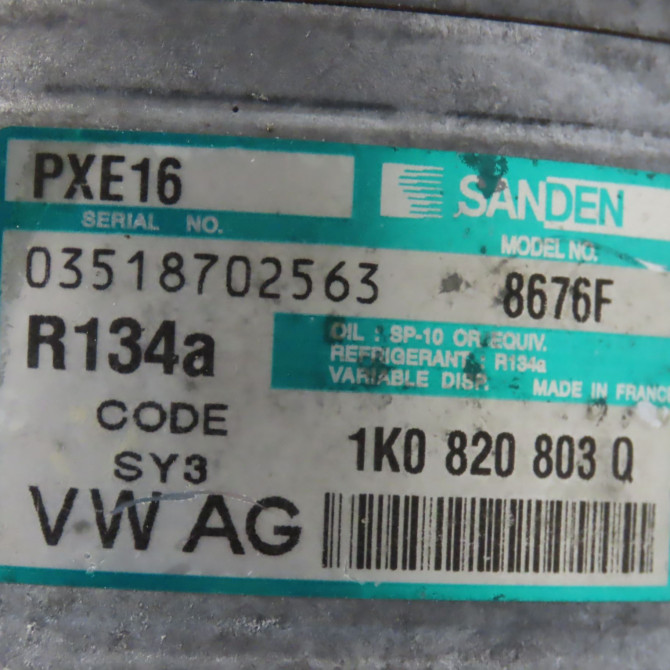 PXE16
SANDEN
SERIAL NO.
MODEL NO.
03518702563
8676F
R134a
OIL : SP-10 OR EQUIV.
REFRIGERANT : R134a
VARIABLE DISP. MADE IN FRANCE
CODE
SY3
1K0 820 803 Q
VW AG